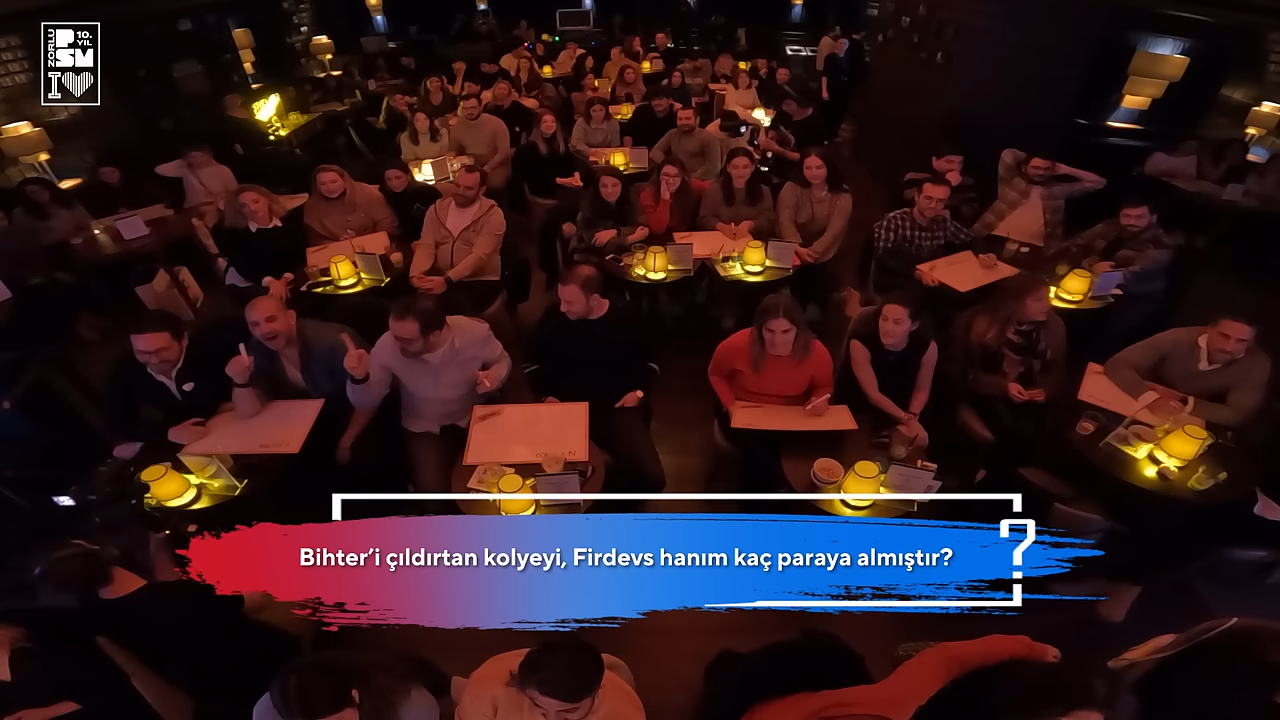 ZORLU
PSM
10.
YIL
I
Bihter'i çıldırtan kolyeyi, Firdevs hanım kaç paraya almıştır?
?